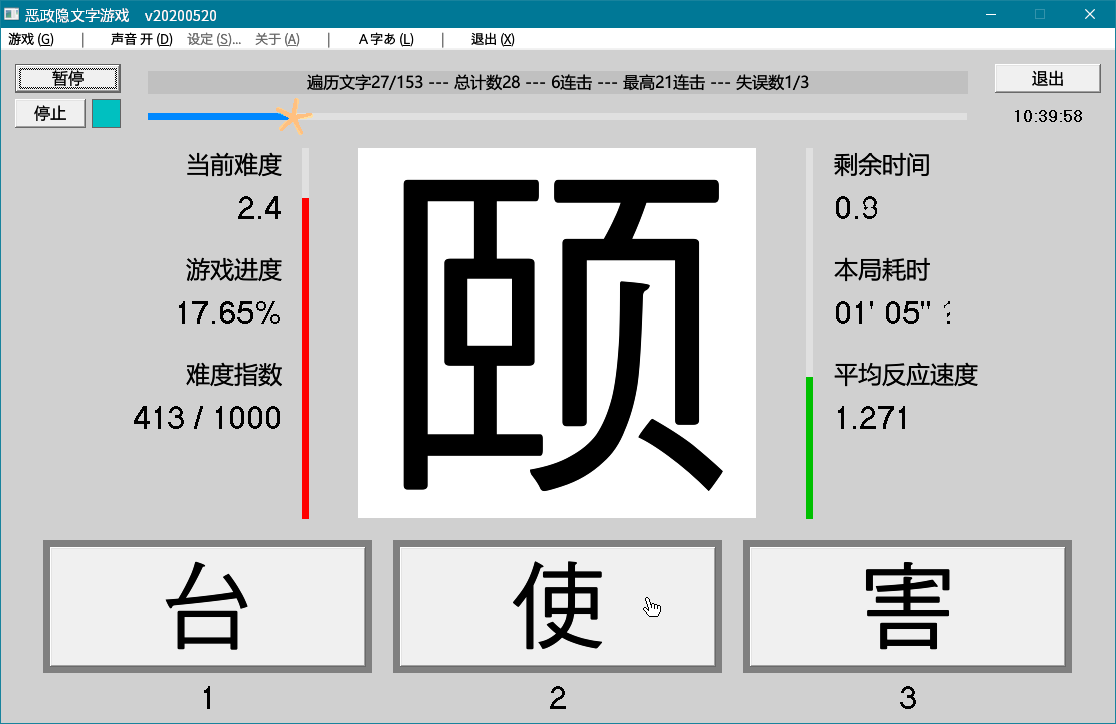 恶政隐文字游戏 v20200520
游戏 (G) | 声音 开 (D) 设定 (S)... 关于 (A) | A 字あ (L) | 退出 (X)
暂停
遍历文字27/153 --- 总计数28 --- 6连击 --- 最高21连击 --- 失误数1/3
退出
停止
10:39:58
当前难度
2.4
游戏进度
17.65%
难度指数
413 / 1000
颐
剩余时间
本局耗时
01' 05"
平均反应速度
1.271
台
使
害
1
2
3